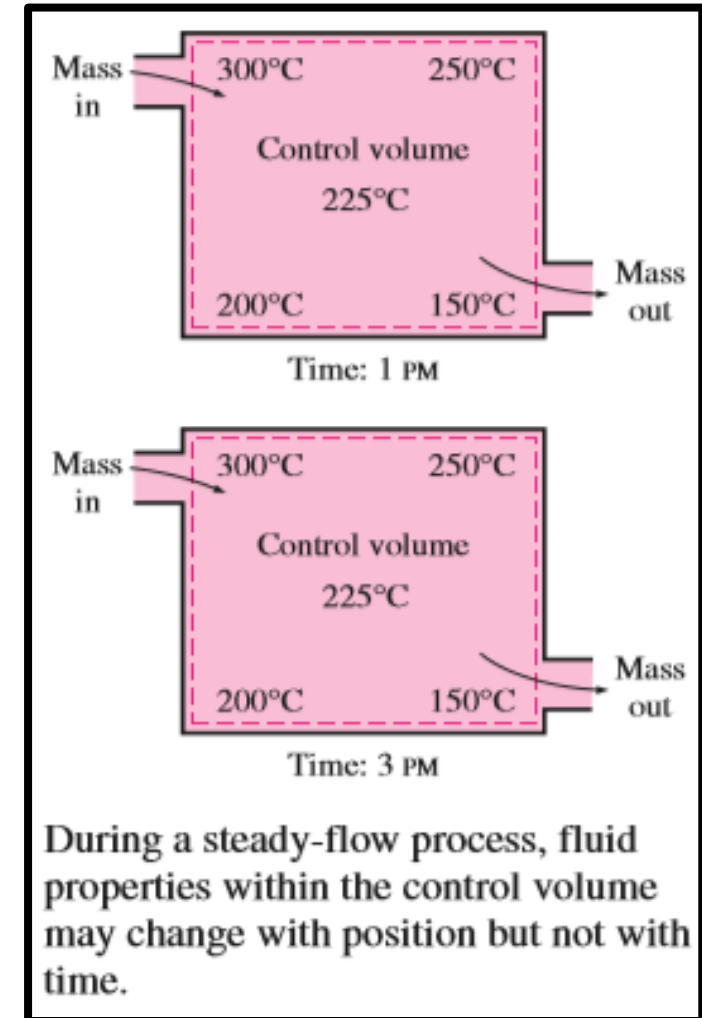 Mass
in
300°C 250°C
Control volume
225°C
200°C 150°C
Mass
out
Time: 1 PM
Mass
in
300°C 250°C
Control volume
225°C
200°C 150°C
Mass
out
Time: 3 PM
During a steady-flow process, fluid
properties within the control volume
may change with position but not with
time.